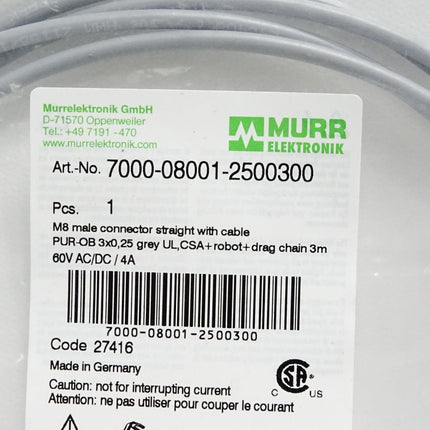 Murrelektronik GmbH
D-71570 Oppenweiler
Tel.: +49 7191 -470
www.murrelektronik.com
MURR
ELEKTRONIK
Art.-No. 7000-08001-2500300
Pcs. 1
M8 male connector straight with cable
PUR-OB 3x0,25 grey UL,CSA+robot+drag chain 3m
60V AC/DC / 4A
7000-08001-2500300
Code 27416
Made in Germany
Caution: not for interrupting current
Attention: ne pas utiliser pour couper le courant
C SA US